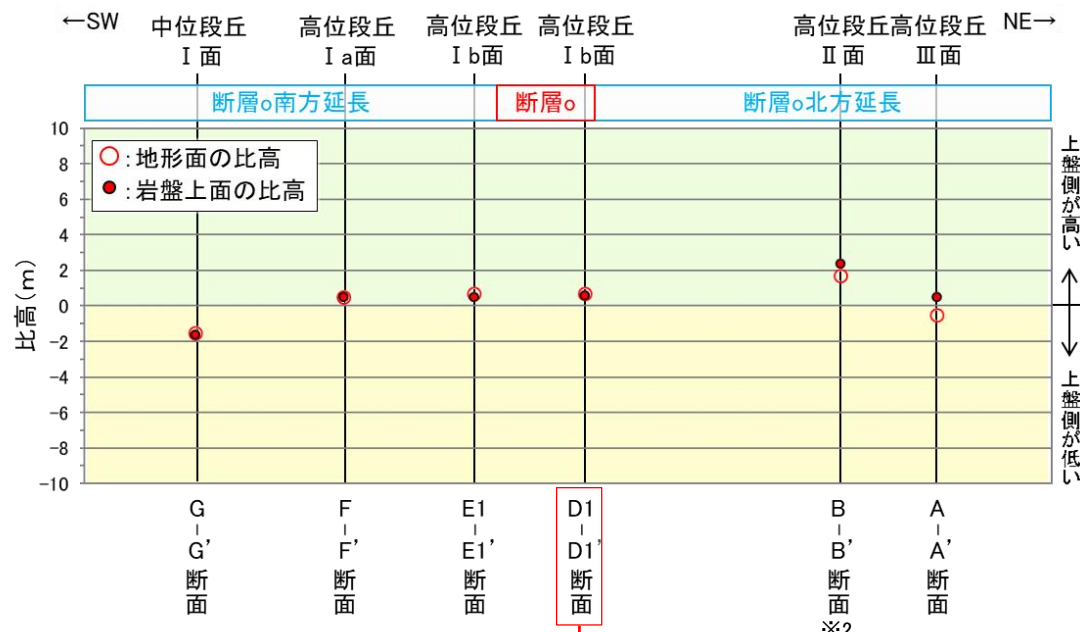 ←SW
NE→
中位段丘
Ⅰ面
高位段丘
Ⅰa面
高位段丘
Ⅰb面
高位段丘
Ⅰb面
高位段丘
Ⅱ面
高位段丘
Ⅲ面
断層o南方延長
断層o
断層o北方延長
○:地形面の比高
●:岩盤上面の比高
比高(m)
10
8
6
4
2
0
-2
-4
-6
-8
-10
上盤側が高い
上盤側が低い
G-G’断面
F-F’断面
E1-E1’断面
D1-D1’断面
B-B’断面
※2
A-A’断面